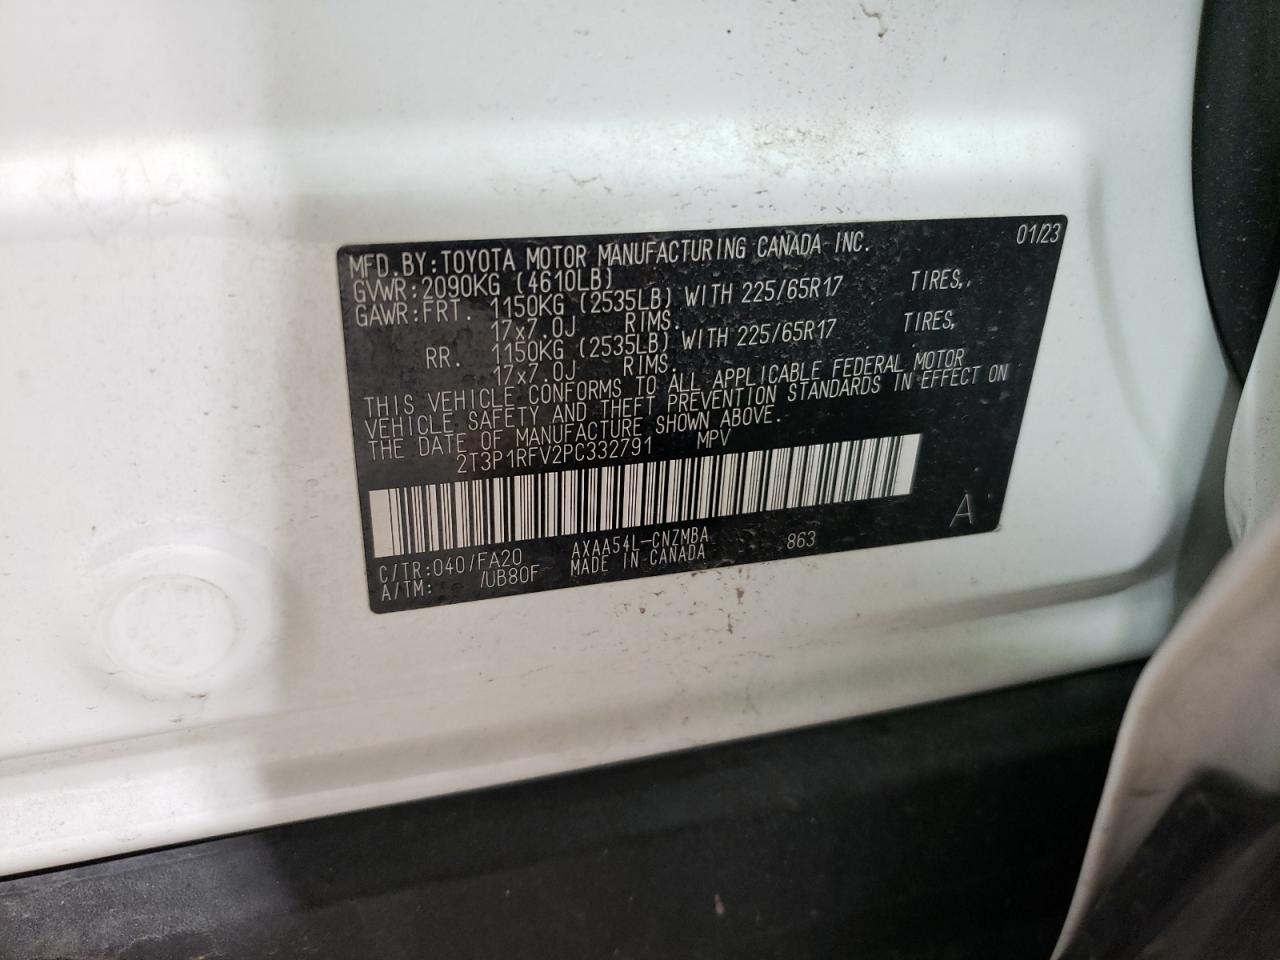 MFD.BY:TOYOTA MOTOR MANUFACTURING CANADA INC. 01/23
GVWR:2090KG (4610LB)
GAWR:FRT. 1150KG (2535LB) WITH 225/65R17 TIRES,
17x7.0J RIMS.
RR. 1150KG (2535LB) WITH 225/65R17 TIRES,
17x7.0J RIMS.
THIS VEHICLE CONFORMS TO ALL APPLICABLE FEDERAL MOTOR
VEHICLE SAFETY AND THEFT PREVENTION STANDARDS IN EFFECT ON
THE DATE OF MANUFACTURE SHOWN ABOVE.
2T3P1RFV2PC332791 MPV
A
C/TR:040/FA20 AXAA54L-CNZMBA 863
A/TM: /UB80F MADE IN CANADA